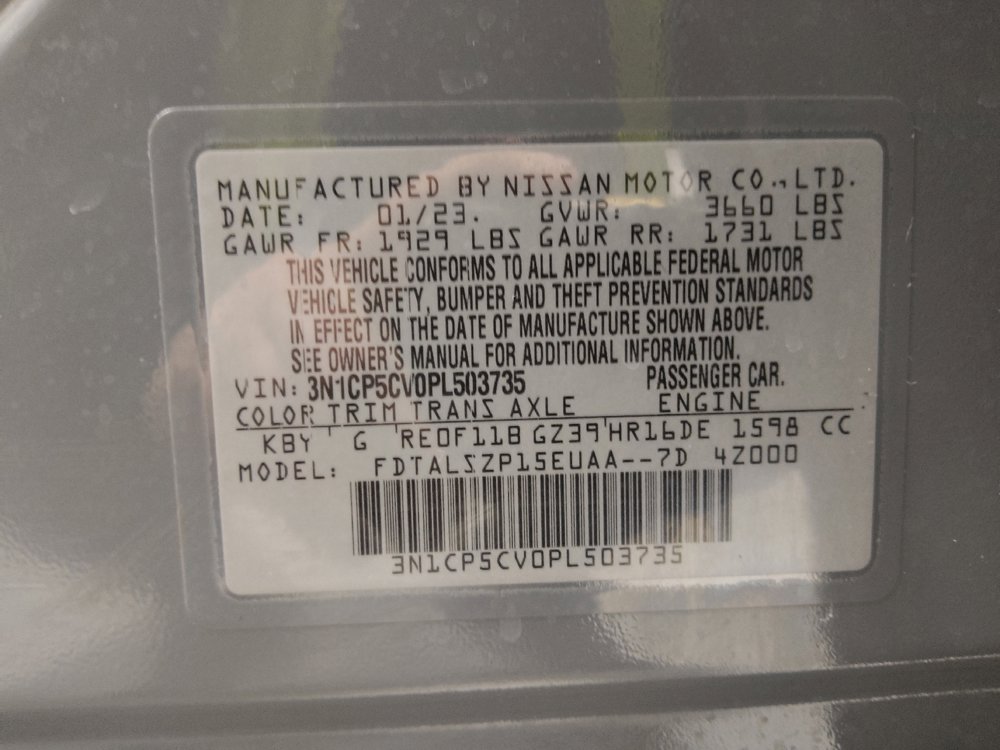 MANUFACTURED BY NISSAN MOTOR CO., LTD.
DATE: 01/23. GVWR: 3660 LBS
GAWR FR: 1929 LBS GAWR RR: 1731 LBS
THIS VEHICLE CONFORMS TO ALL APPLICABLE FEDERAL MOTOR
VEHICLE SAFETY, BUMPER AND THEFT PREVENTION STANDARDS
IN EFFECT ON THE DATE OF MANUFACTURE SHOWN ABOVE.
SEE OWNER'S MANUAL FOR ADDITIONAL INFORMATION.
VIN: 3N1CP5CV0PL503735 PASSENGER CAR.
COLOR TRIM TRANS AXLE ENGINE
KBY G RE0F11B GZ39 HR16DE 1598 CC
MODEL: FDTALSZP15EUAA--7D 4Z000
3N1CP5CV0PL503735